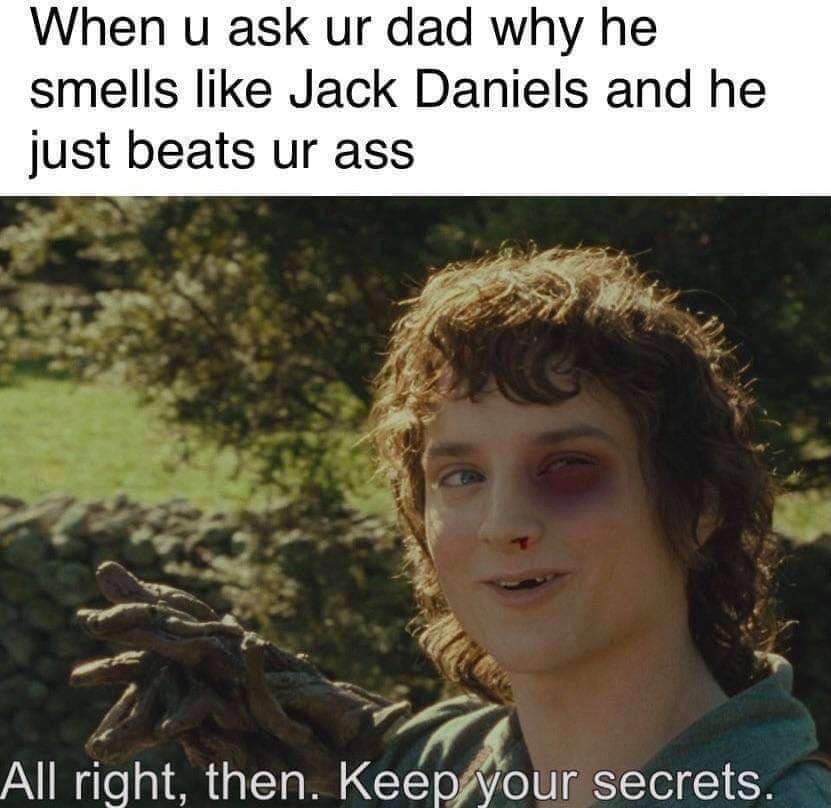 When u ask ur dad why he
smells like Jack Daniels and he
just beats ur ass
All right, then. Keep your secrets.